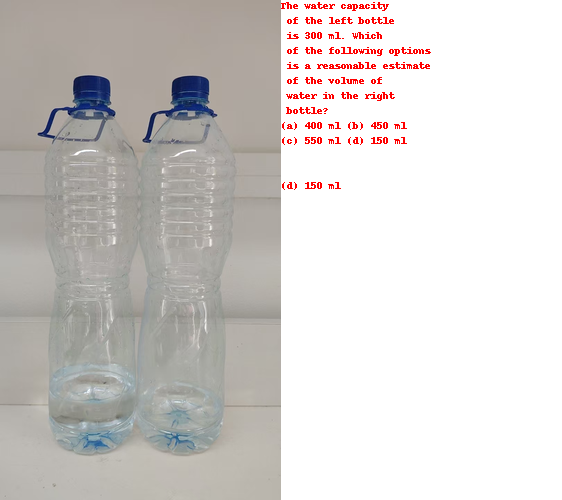 The water capacity
of the left bottle
is 300 ml. Which
of the following options
is a reasonable estimate
of the volume of
water in the right
bottle?
(a) 400 ml (b) 450 ml
(c) 550 ml (d) 150 ml
(d) 150 ml